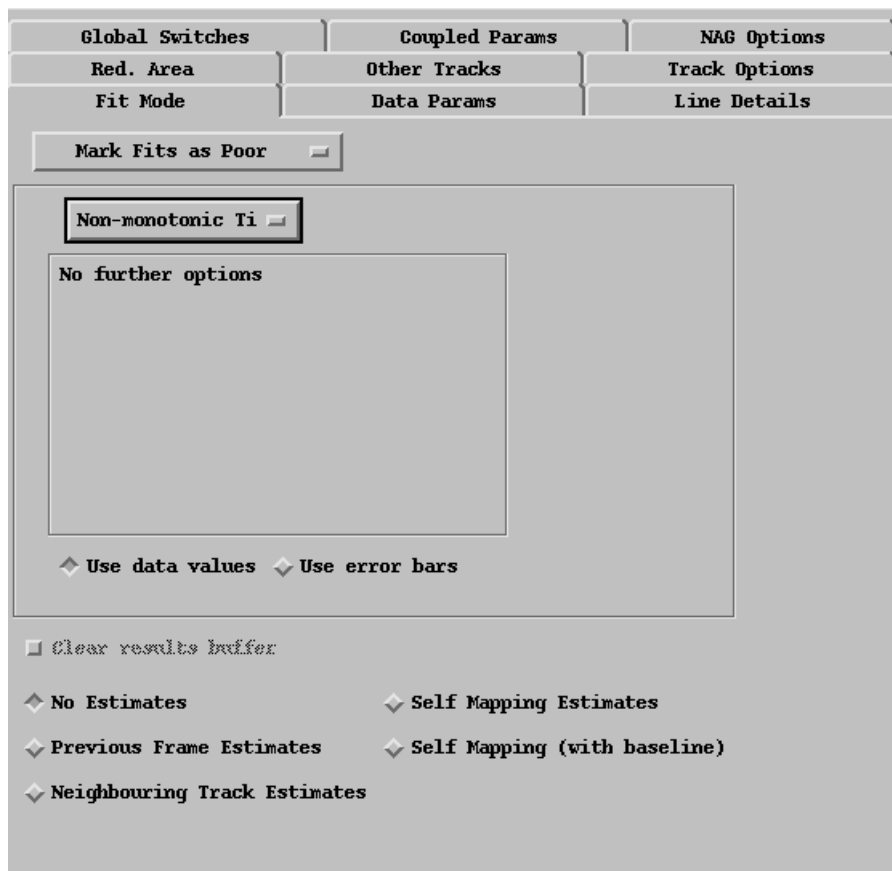 Global Switches Coupled Params NAG Options
Red. Area Other Tracks Track Options
Fit Mode Data Params Line Details
Mark Fits as Poor
Non-monotonic Ti
No further options
Use data values Use error bars
Clear results buffer
No Estimates Self Mapping Estimates
Previous Frame Estimates Self Mapping (with baseline)
Neighbouring Track Estimates